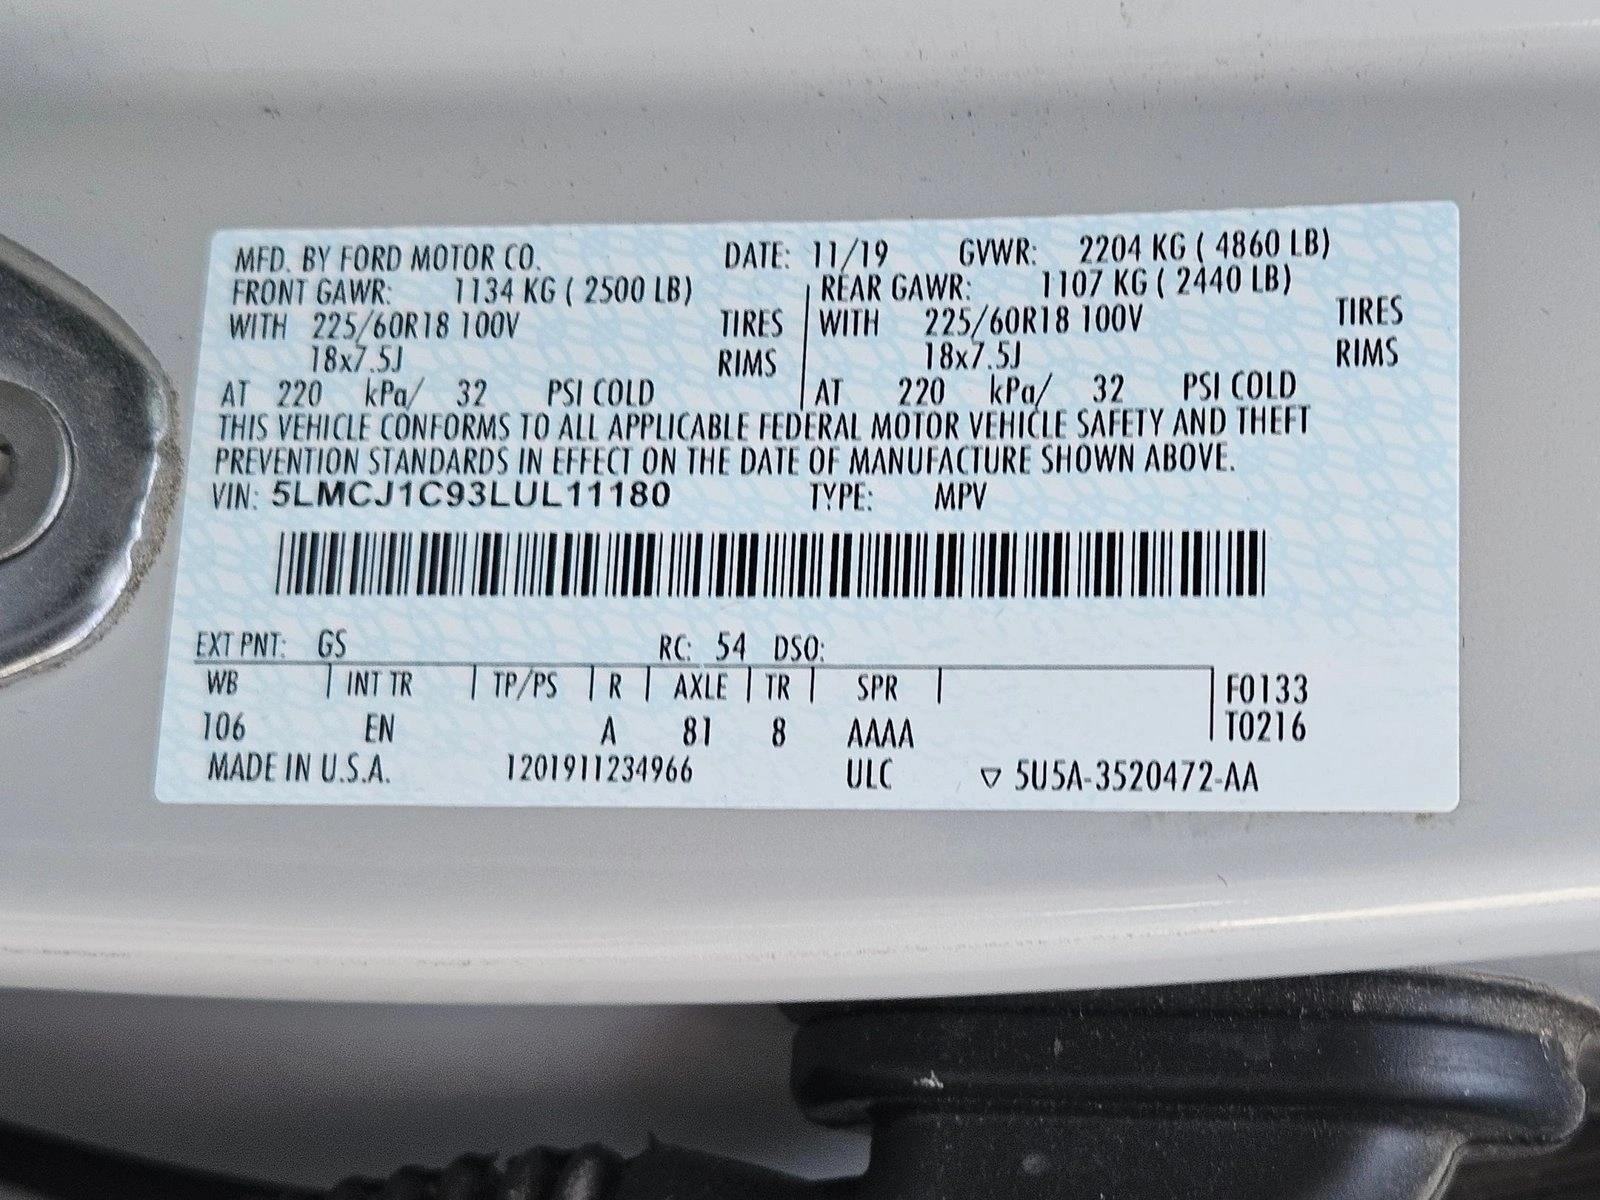 MFD. BY FORD MOTOR CO. DATE: 11/19 GVWR: 2204 KG ( 4860 LB)
FRONT GAWR: 1134 KG ( 2500 LB) REAR GAWR: 1107 KG ( 2440 LB)
WITH 225/60R18 100V TIRES WITH 225/60R18 100V TIRES
18x7.5J RIMS 18x7.5J RIMS
AT 220 kPa/ 32 PSI COLD AT 220 kPa/ 32 PSI COLD
THIS VEHICLE CONFORMS TO ALL APPLICABLE FEDERAL MOTOR VEHICLE SAFETY AND THEFT
PREVENTION STANDARDS IN EFFECT ON THE DATE OF MANUFACTURE SHOWN ABOVE.
VIN: 5LMCJ1C93LUL11180 TYPE: MPV
EXT PNT: GS RC: 54 DSO:
WB INT TR TP/PS R AXLE TR SPR F0133
106 EN A 81 8 AAAA T0216
MADE IN U.S.A. 1201911234966 ULC ▽ 5U5A-3520472-AA